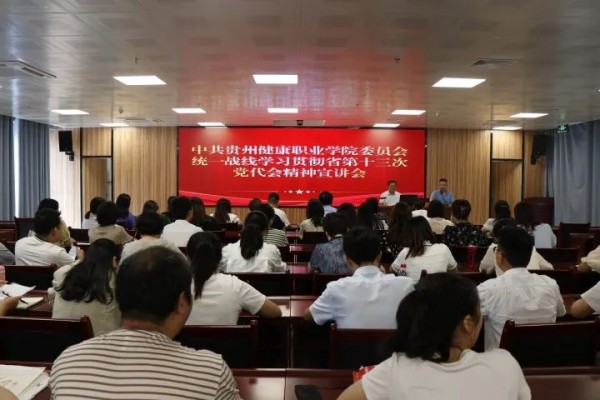 中共贵州健康职业学院委员会
统一战线学习贯彻省第十三次
党代会精神宣讲会